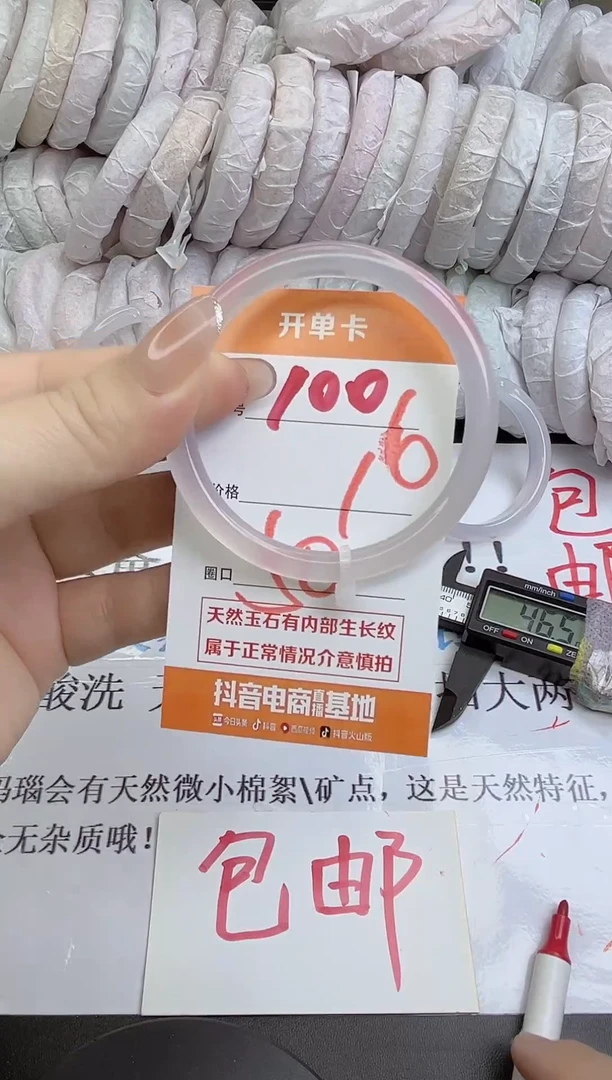 开单卡
号 100
6
价格
圈口 50
天然玉石有内部生长纹
属于正常情况介意慎拍
抖音电商直播基地
今日头条 抖音 西瓜视频 抖音火山版
包
邮
!!
mm/inch
46.5
OFF ON ZE
酸洗
大两
玛瑙会有天然微小棉絮\矿点，这是天然特征，
全无杂质哦！
包邮